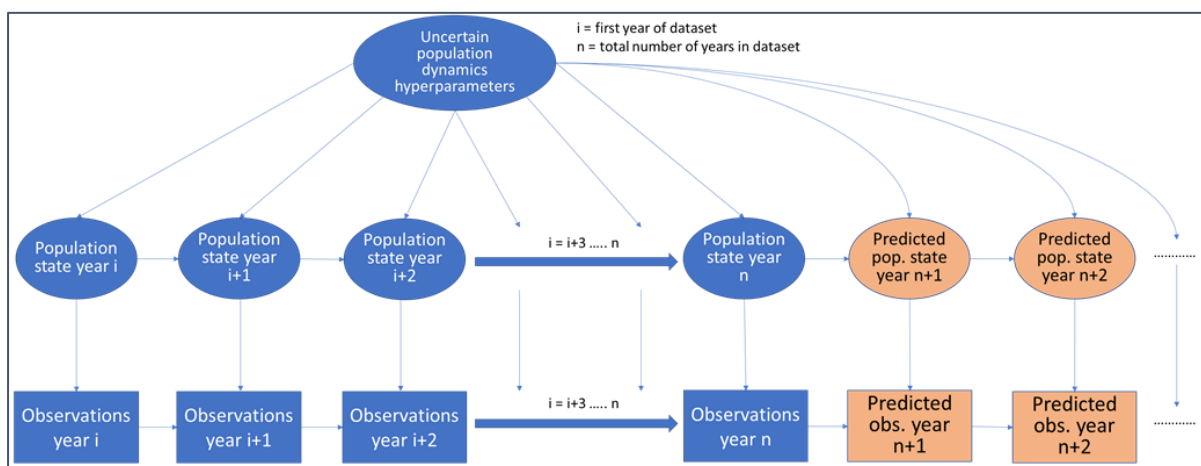 Uncertain
population
dynamics
hyperparameters
i = first year of dataset
n = total number of years in dataset
Population
state year i
Population
state year
i+1
Population
state year
i+2
i = i+3 ..... n
Population
state year
n
Predicted
pop. state
year n+1
Predicted
pop. state
year n+2
............
Observations
year i
Observations
year i+1
Observations
year i+2
i = i+3 ..... n
Observations
year n
Predicted
obs. year
n+1
Predicted
obs. year
n+2
............